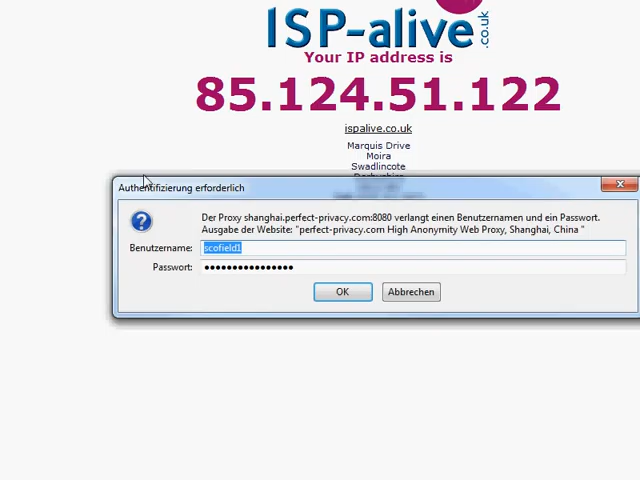 ISP-alive.co.uk
Your IP address is
85.124.51.122
ispalive.co.uk
Marquis Drive
Moira
Swadlincote
Authentifizierung erforderlich
Der Proxy shanghai.perfect-privacy.com:8080 verlangt einen Benutzernamen und ein Passwort.
Ausgabe der Website: "perfect-privacy.com High Anonymity Web Proxy, Shanghai, China "
Benutzername: scofield1
Passwort: ●●●●●●●●●●●●●●●●
OK Abbrechen